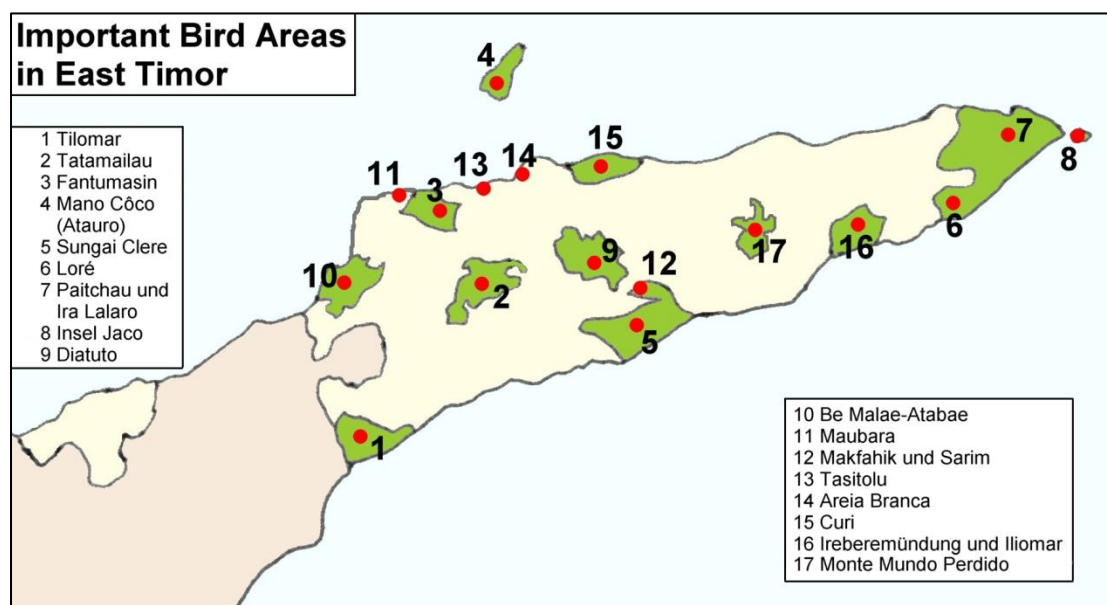 Important Bird Areas
in East Timor
1 Tilomar
2 Tatamailau
3 Fantumasin
4 Mano Côco
(Atauro)
5 Sungai Clere
6 Loré
7 Paitchau und
Ira Lalaro
8 Insel Jaco
9 Diatuto
4
15
7
14
13
8
11
3
6
16
17
9
10
12
2
5
1
10 Be Malae-Atabae
11 Maubara
12 Makfahik und Sarim
13 Tasitolu
14 Areia Branca
15 Curi
16 Ireberemündung und Iliomar
17 Monte Mundo Perdido